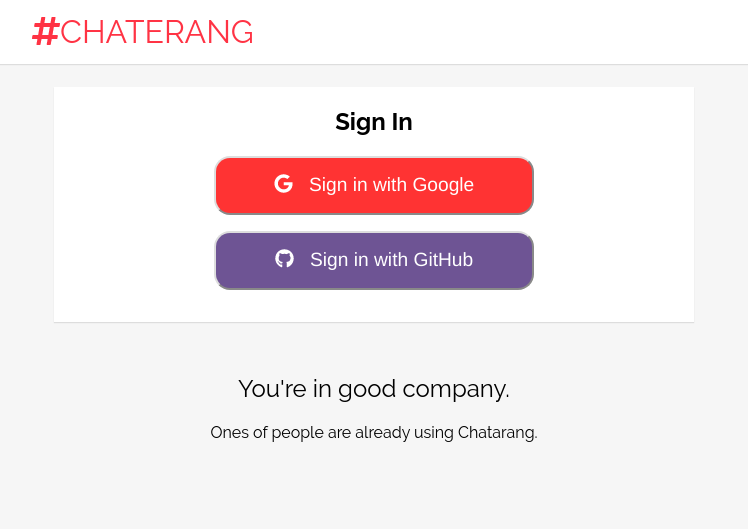 #CHATERANG
Sign In
Sign in with Google
Sign in with GitHub
You're in good company.
Ones of people are already using Chatarang.